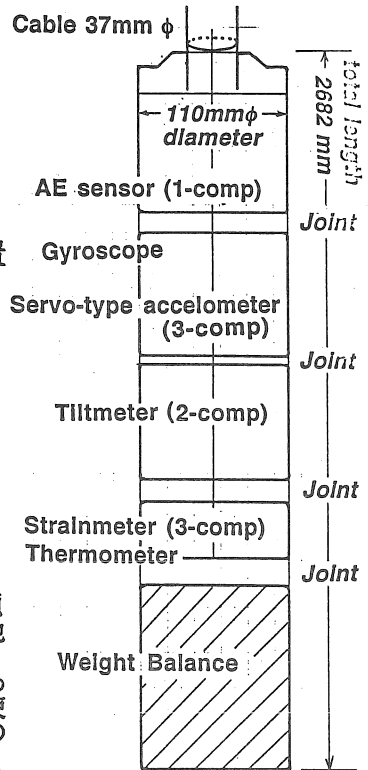 Cable 37mm ϕ
total length
2682 mm
110mmϕ
diameter
AE sensor (1-comp)
Joint
Gyroscope
Servo-type accelometer
(3-comp)
Joint
Tiltmeter (2-comp)
Joint
Strainmeter (3-comp)
Thermometer
Joint
Weight Balance